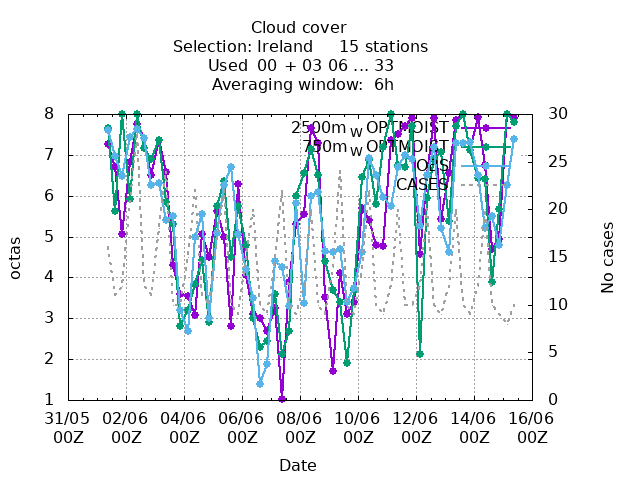 Cloud cover
Selection: Ireland 15 stations
Used 00 + 03 06 ... 33
Averaging window: 6h
8
7
6
5
4
3
2
1
30
25
20
15
10
5
0
2500m W OPTMOIST
750m W OPTMOIST
CASES
octas
No cases
31/05 02/06 04/06 06/06 08/06 10/06 12/06 14/06 16/06
00Z 00Z 00Z 00Z 00Z 00Z 00Z 00Z 00Z
Date